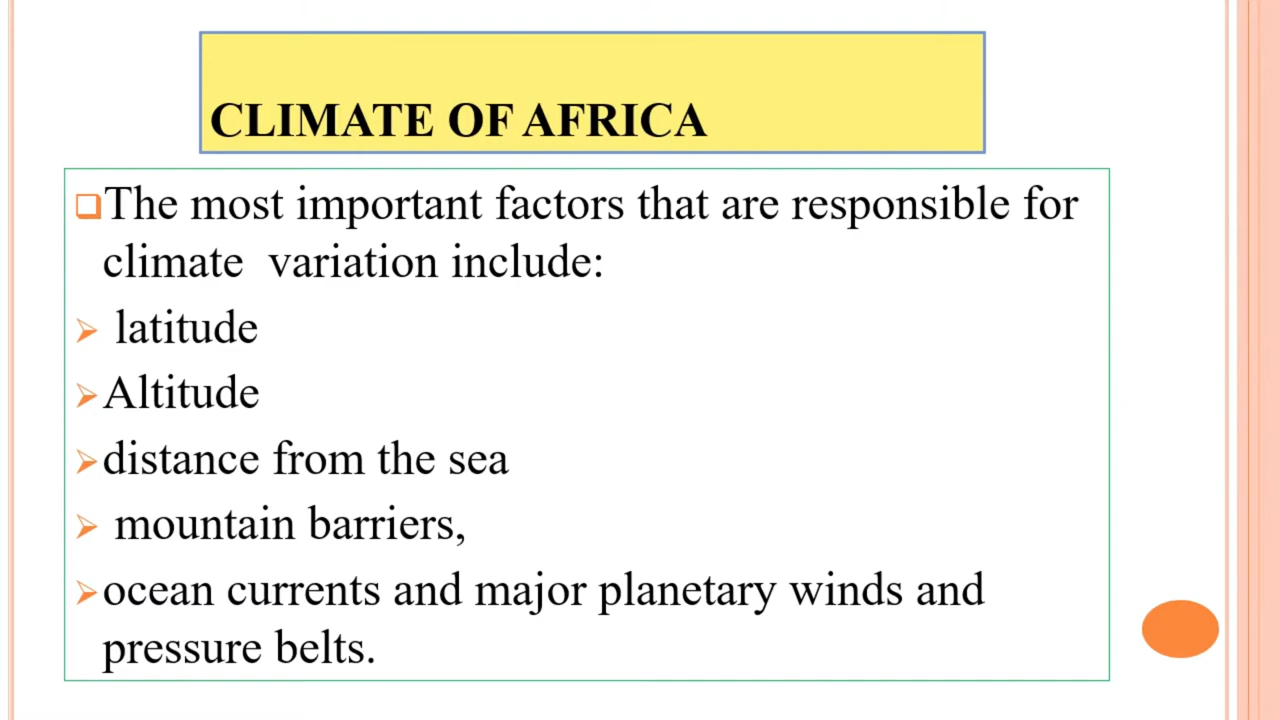 CLIMATE OF AFRICA
The most important factors that are responsible for
climate  variation include:
latitude
Altitude
distance from the sea
mountain barriers,
ocean currents and major planetary winds and
pressure belts.